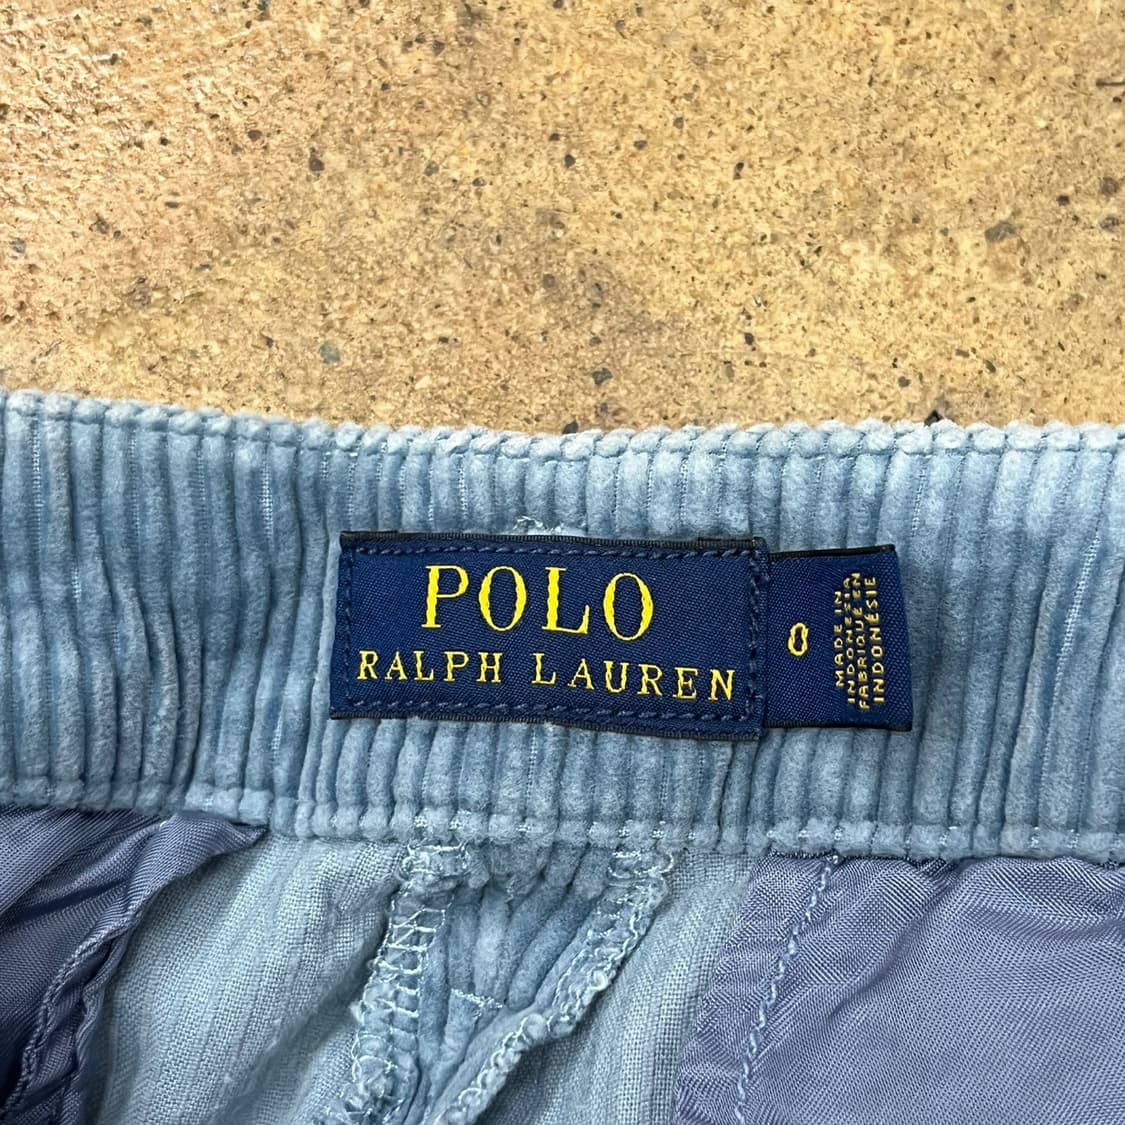 POLO
RALPH LAUREN
0
MADE IN
INDONESIA
FABRIQUÉ EN
INDONÉSIE